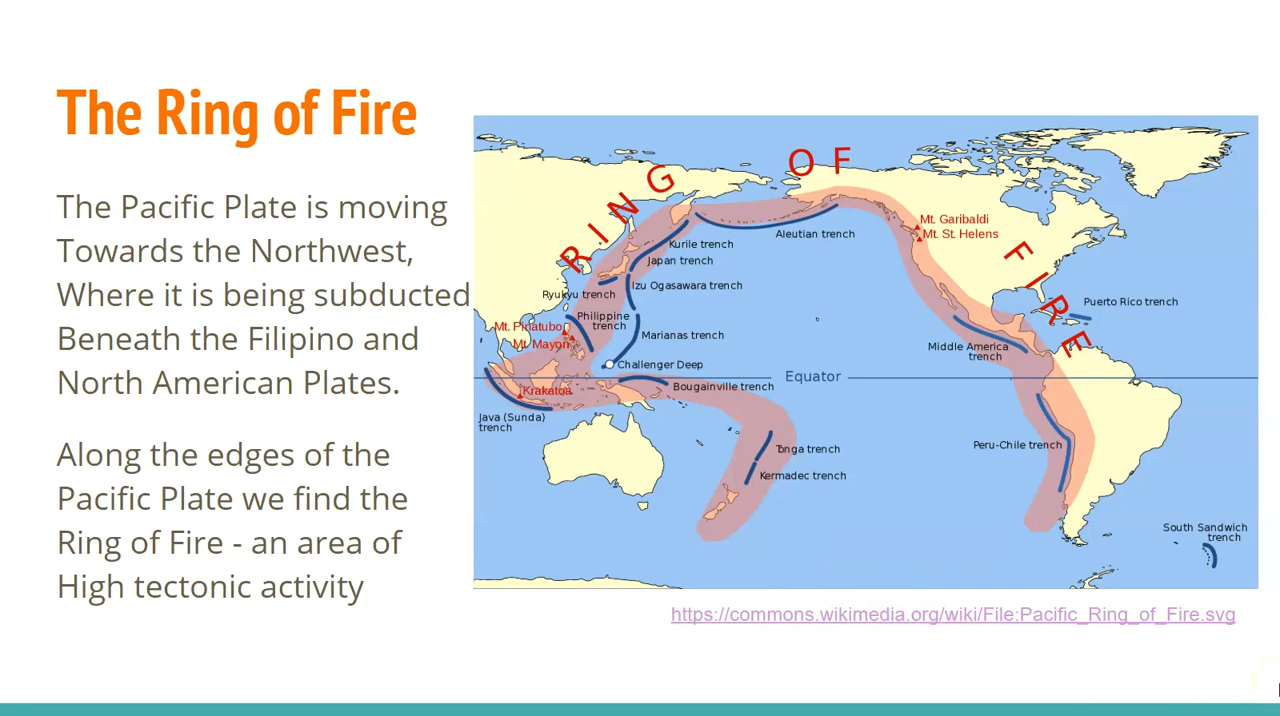 The Ring of Fire
The Pacific Plate is moving
Towards the Northwest,
Where it is being subducted
Beneath the Filipino and
North American Plates.
Along the edges of the
Pacific Plate we find the
Ring of Fire - an area of
High tectonic activity
RING OF FIRE
Mt. Garibaldi
Mt. St. Helens
Aleutian trench
Kurile trench
Japan trench
Izu Ogasawara trench
Ryukyu trench
Philippine
trench
Puerto Rico trench
Mt. Pinatubo
Mt. Mayon
Marianas trench
Middle America
trench
Challenger Deep
Equator
Bougainville trench
Krakatoa
Java (Sunda)
trench
Tonga trench
Peru-Chile trench
Kermadec trench
South Sandwich
trench
https://commons.wikimedia.org/wiki/File:Pacific_Ring_of_Fire.svg